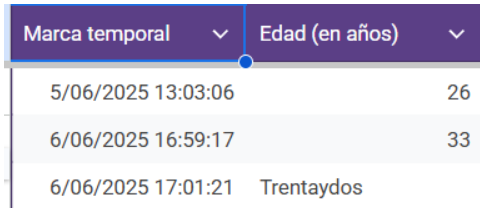 Marca temporal Edad (en años)
5/06/2025 13:03:06 26
6/06/2025 16:59:17 33
6/06/2025 17:01:21 Trentaydos